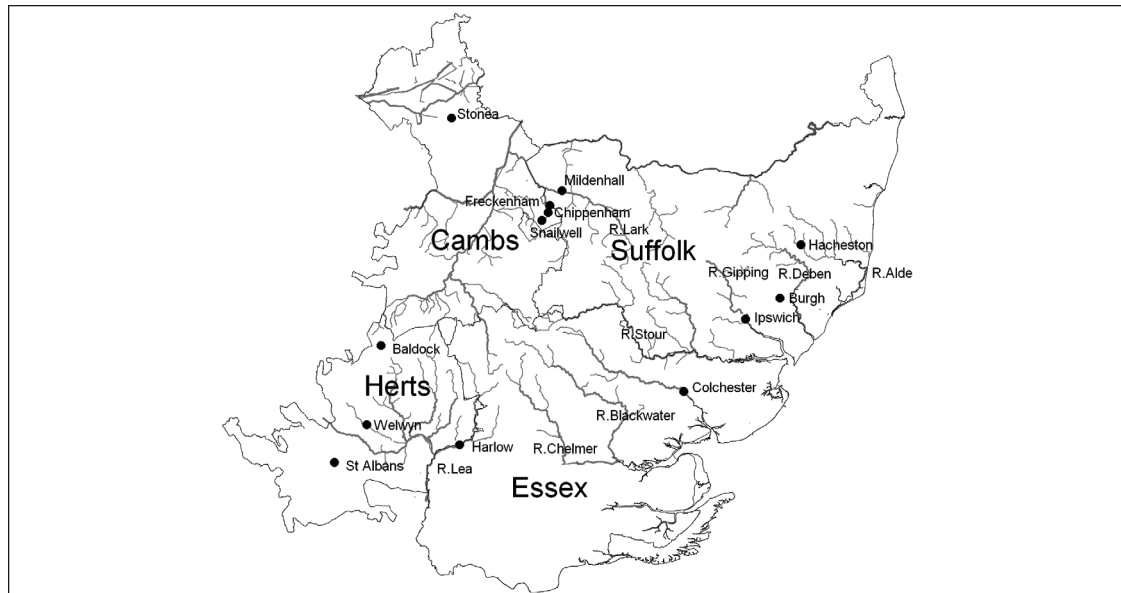 Stonea
Mildenhall
Freckenham
Chippenham
Snailwell
R.Lark
Cambs
Suffolk
Hacheston
R.Gipping
R.Deben
R.Alde
Burgh
Ipswich
R.Stour
Baldock
Herts
Colchester
R.Blackwater
Welwyn
Harlow
R.Chelmer
St Albans
R.Lea
Essex